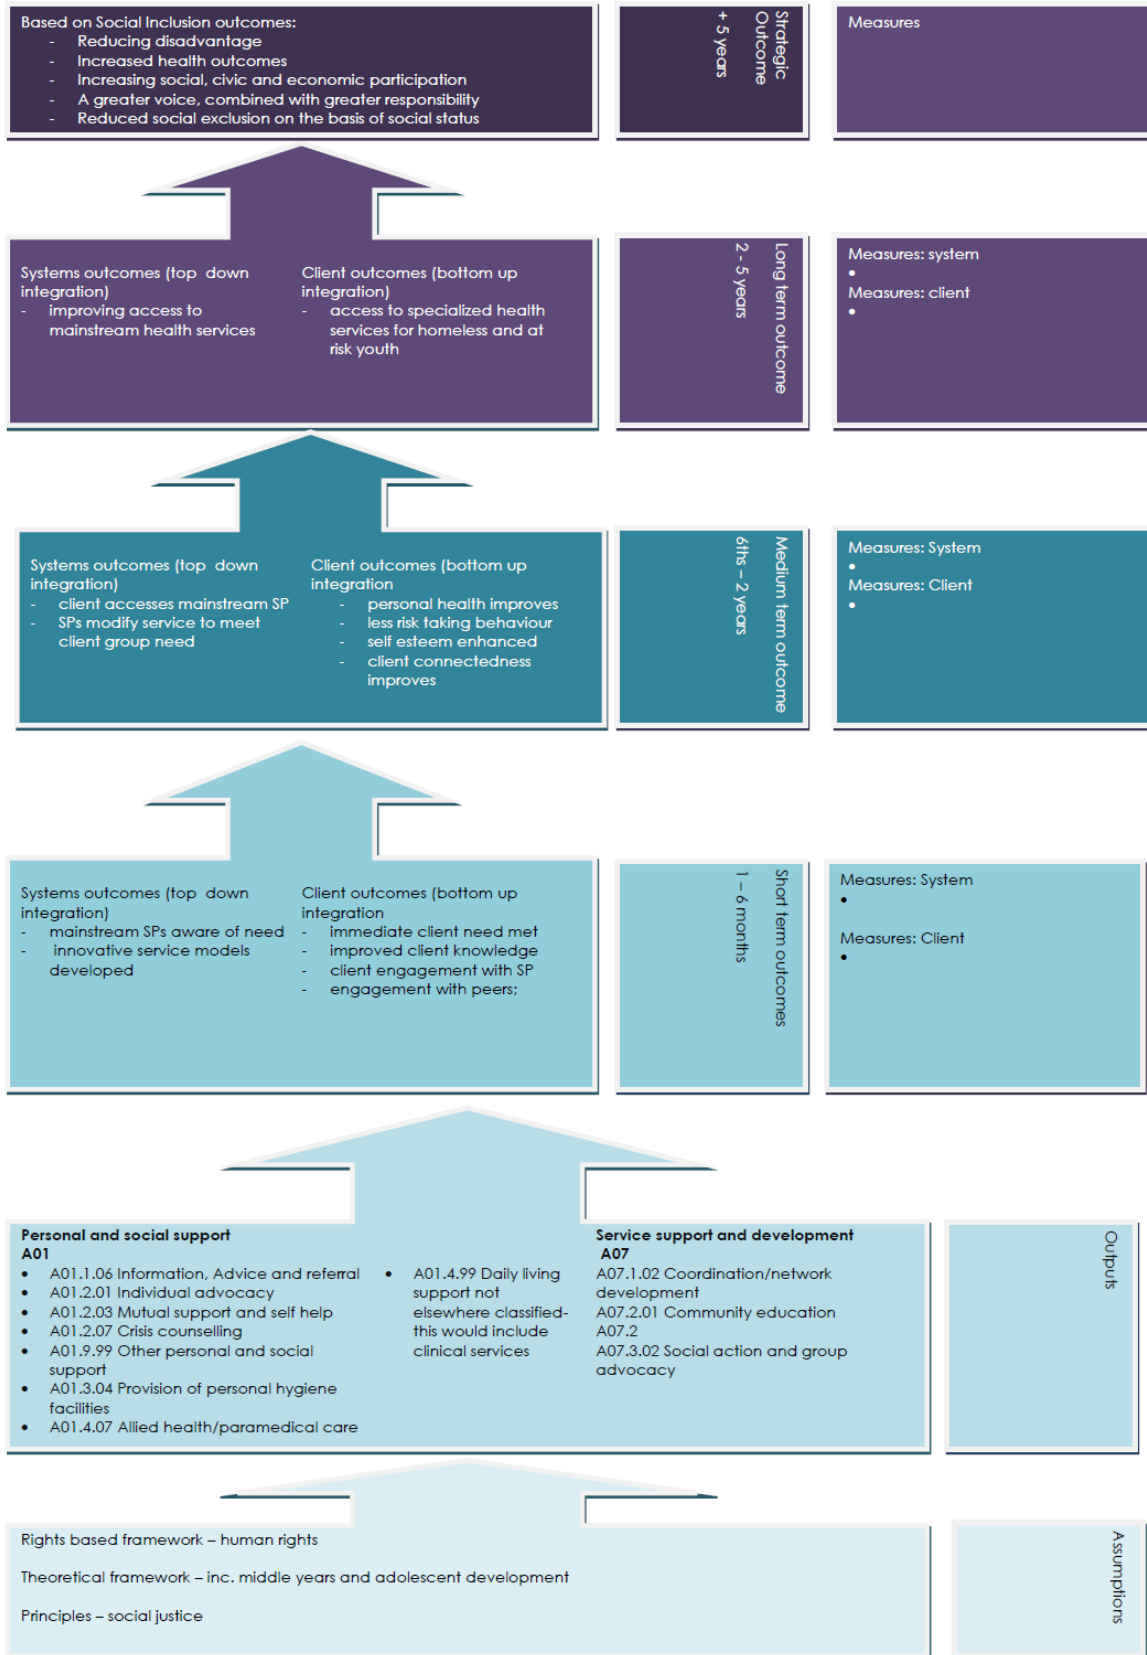 Based on Social Inclusion outcomes:
- Reducing disadvantage
- Increased health outcomes
- Increasing social, civic and economic participation
- A greater voice, combined with greater responsibility
- Reduced social exclusion on the basis of social status
Strategic
Outcome
+ 5 years
Measures
Systems outcomes (top down
integration)
- improving access to
mainstream health services
Client outcomes (bottom up
integration)
- access to specialized health
services for homeless and at
risk youth
Long term outcome
2 - 5 years
Measures: system
•
Measures: client
•
Systems outcomes (top down
integration)
- client accesses mainstream SP
- SPs modify service to meet
client group need
Client outcomes (bottom up
integration
- personal health improves
- less risk taking behaviour
- self esteem enhanced
- client connectedness
improves
Medium term outcome
6ths – 2 years
Measures: System
•
Measures: Client
•
Systems outcomes (top down
integration)
- mainstream SPs aware of need
- innovative service models
developed
Client outcomes (bottom up
integration
- immediate client need met
- improved client knowledge
- client engagement with SP
- engagement with peers;
Short term outcomes
1 – 6 months
Measures: System
•
Measures: Client
•
Personal and social support
A01
• A01.1.06 Information, Advice and referral
• A01.2.01 Individual advocacy
• A01.2.03 Mutual support and self help
• A01.2.07 Crisis counselling
• A01.9.99 Other personal and social
support
• A01.3.04 Provision of personal hygiene
facilities
• A01.4.07 Allied health/paramedical care
• A01.4.99 Daily living
support not
elsewhere classified-
this would include
clinical services
Service support and development
A07
A07.1.02 Coordination/network
development
A07.2.01 Community education
A07.2
A07.3.02 Social action and group
advocacy
Outputs
Rights based framework – human rights
Theoretical framework – inc. middle years and adolescent development
Principles – social justice
Assumptions